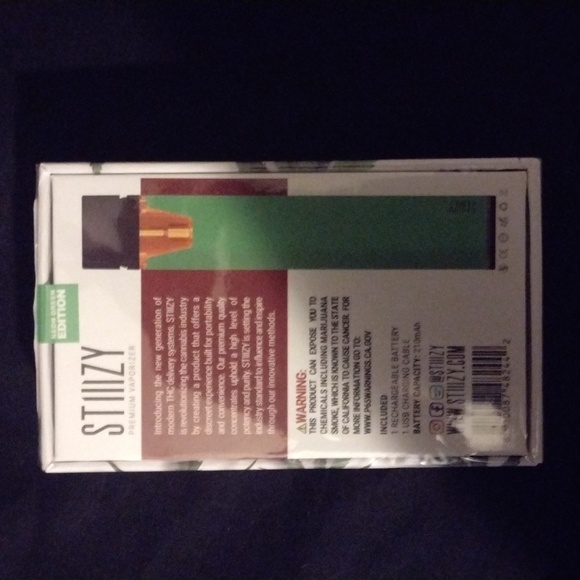 NEON GREEN
EDITION
STIIIZY
PREMIUM VAPORIZER
Introducing the new generation of
modern THC delivery systems. STIIIZY
is revolutionizing the cannabis industry
by creating a product that offers a
discreet experience built for portability
and convenience. Our premium quality
concentrates uphold a high level of
potency and purity. STIIIZY is setting the
industry standard to influence and inspire
through our innovative methods.
⚠WARNING:
THIS PRODUCT CAN EXPOSE YOU TO
CHEMICALS INCLUDING MARIJUANA
SMOKE, WHICH IS KNOWN TO THE STATE
OF CALIFORNIA TO CAUSE CANCER. FOR
MORE INFORMATION GO TO:
WWW.P65WARNINGS.CA.GOV
INCLUDED
1 RECHARGEABLE BATTERY
1 USB CHARGING CABLE
BATTERY CAPACITY: 210mAh
@STIIIZY
WWW.STIIIZY.COM